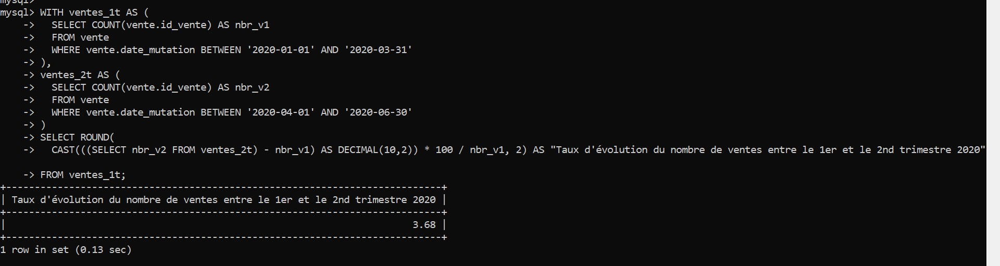 mysql>
mysql> WITH ventes_1t AS (
    ->   SELECT COUNT(vente.id_vente) AS nbr_v1
    ->   FROM vente
    ->   WHERE vente.date_mutation BETWEEN '2020-01-01' AND '2020-03-31'
    -> ),
    -> ventes_2t AS (
    ->   SELECT COUNT(vente.id_vente) AS nbr_v2
    ->   FROM vente
    ->   WHERE vente.date_mutation BETWEEN '2020-04-01' AND '2020-06-30'
    -> )
    -> SELECT ROUND(
    ->   CAST(((SELECT nbr_v2 FROM ventes_2t) - nbr_v1) AS DECIMAL(10,2)) * 100 / nbr_v1, 2) AS "Taux d'évolution du nombre de ventes entre le 1er et le 2nd trimestre 2020"
    -> FROM ventes_1t;
+---------------------------------------------------------------------------+
| Taux d'évolution du nombre de ventes entre le 1er et le 2nd trimestre 2020 |
+---------------------------------------------------------------------------+
|                                                                      3.68 |
+---------------------------------------------------------------------------+
1 row in set (0.13 sec)